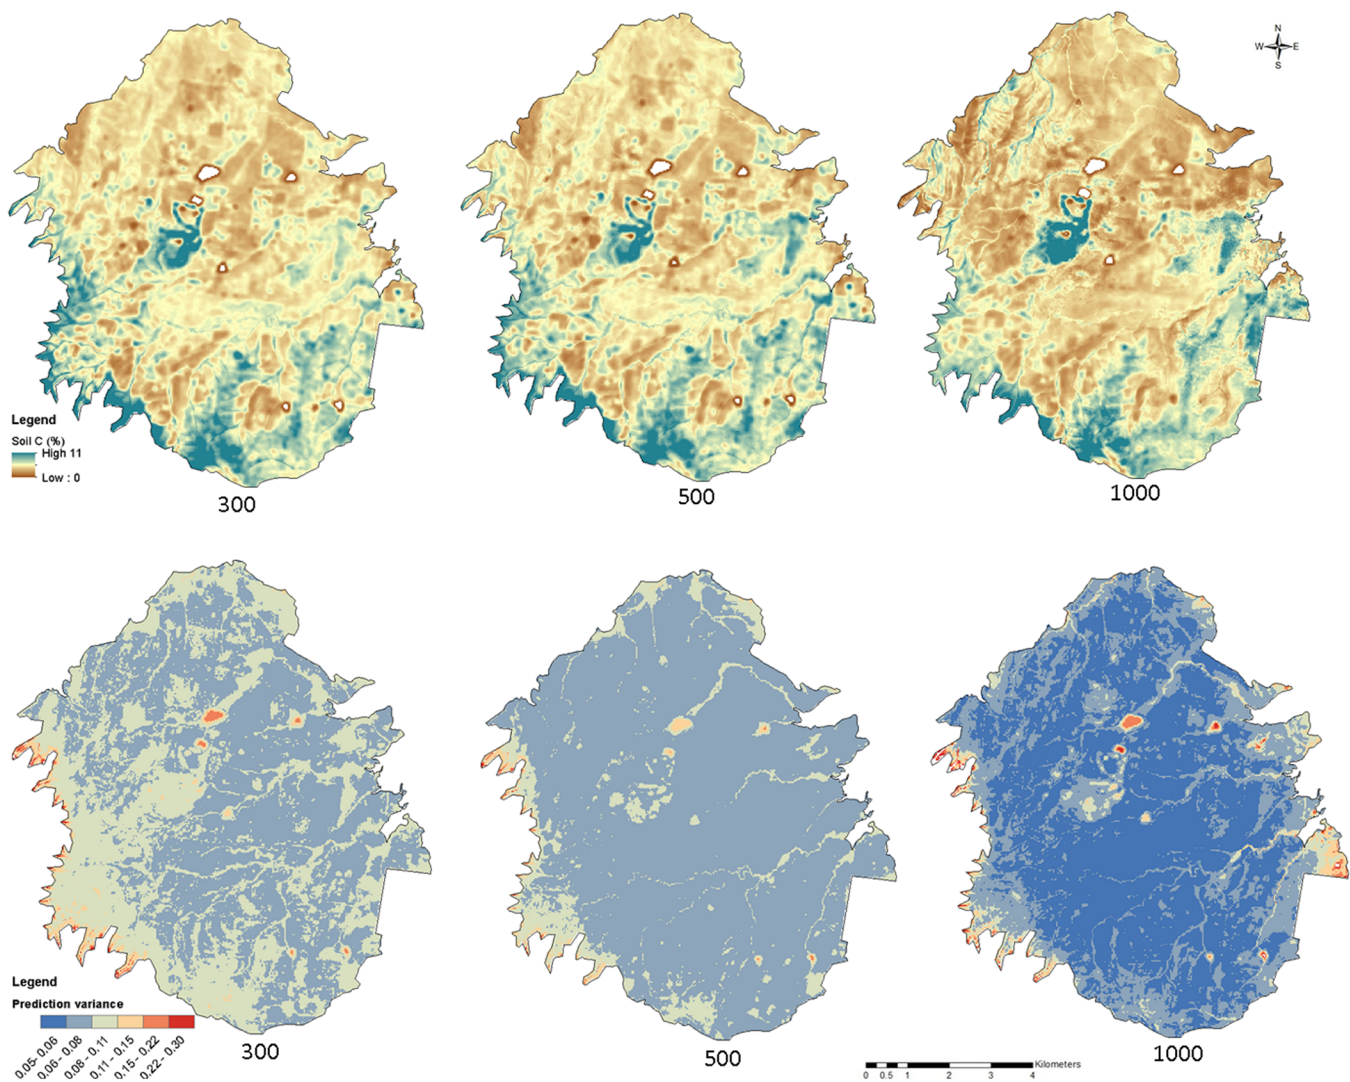 N
W E
S
Legend
Soil C (%)
High 11
Low : 0
300
500
1000
Legend
Prediction variance
0.05- 0.06
0.06 - 0.08
0.08 - 0.11
0.11 - 0.15
0.15 - 0.22
0.22 - 0.30
300
500
1000
Kilometers
0 0.5 1 2 3 4